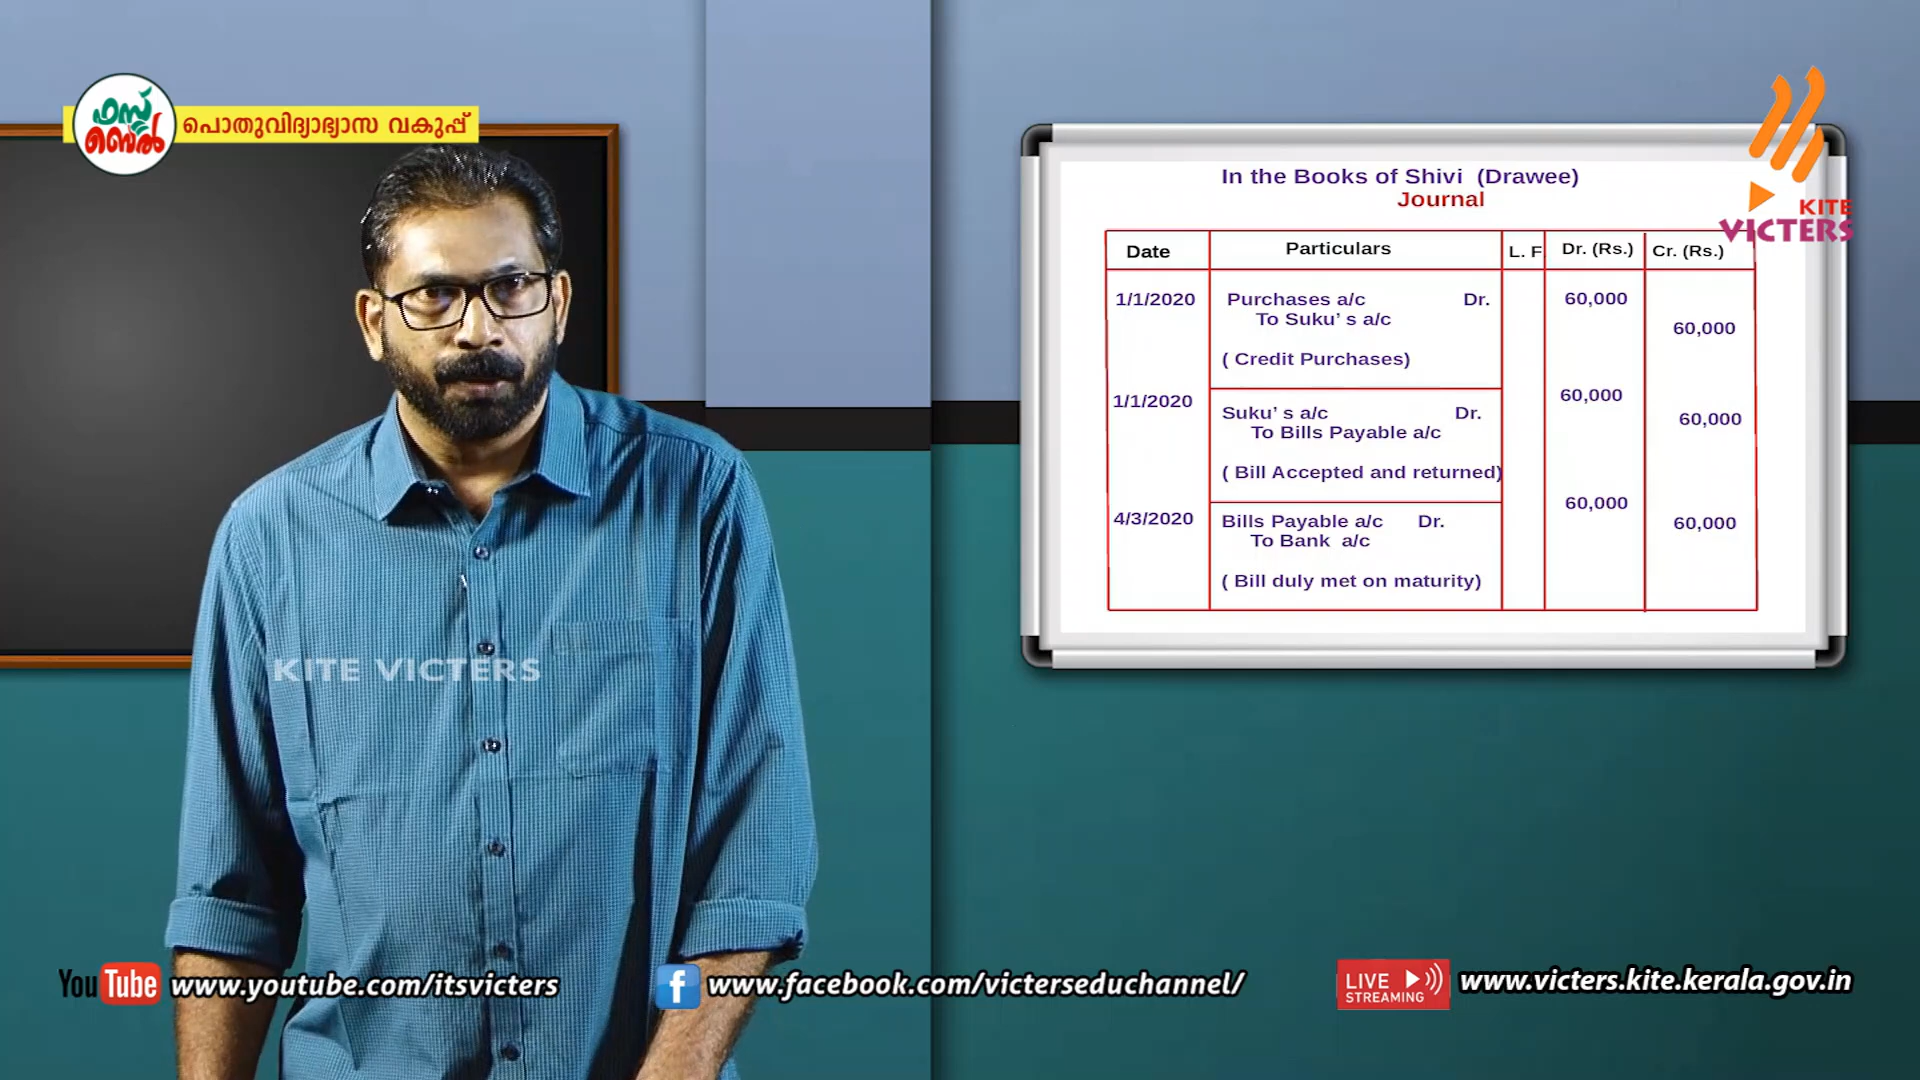 ഫസ്റ്റ്
ബെൽ
പൊതുവിദ്യാഭ്യാസ വകുപ്പ്
KITE
VICTERS
In the Books of Shivi (Drawee)
Journal
Date Particulars L. F Dr. (Rs.) Cr. (Rs.)
1/1/2020 Purchases a/c Dr. 60,000
To Suku' s a/c 60,000
( Credit Purchases)
1/1/2020 Suku' s a/c Dr. 60,000
To Bills Payable a/c 60,000
( Bill Accepted and returned)
4/3/2020 Bills Payable a/c Dr. 60,000
To Bank a/c 60,000
( Bill duly met on maturity)
KITE VICTERS
YouTube www.youtube.com/itsvicters
f www.facebook.com/victerseduchannel/
LIVE
STREAMING
www.victers.kite.kerala.gov.in